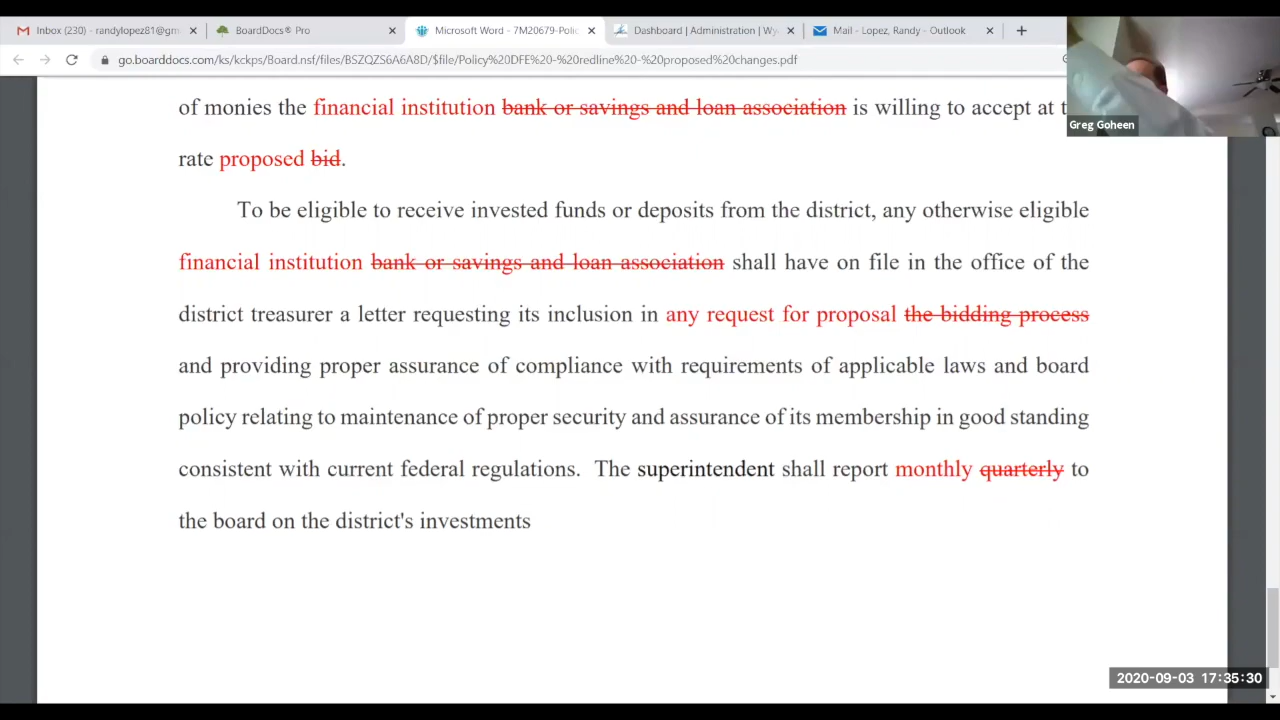 Inbox (230) - randylopez81@gm
BoardDocs® Pro
Microsoft Word - 7M20679-Polic
Dashboard | Administration | Wy
Mail - Lopez, Randy - Outlook
go.boarddocs.com/ks/kckps/Board.nsf/files/BSZQZS6A6A8D/$file/Policy%20DFE%20-%20redline%20-%20proposed%20changes.pdf
Greg Goheen
of monies the financial institution bank or savings and loan association is willing to accept at
rate proposed bid.
To be eligible to receive invested funds or deposits from the district, any otherwise eligible
financial institution bank or savings and loan association shall have on file in the office of the
district treasurer a letter requesting its inclusion in any request for proposal the bidding process
and providing proper assurance of compliance with requirements of applicable laws and board
policy relating to maintenance of proper security and assurance of its membership in good standing
consistent with current federal regulations. The superintendent shall report monthly quarterly to
the board on the district's investments
2020-09-03 17:35:30